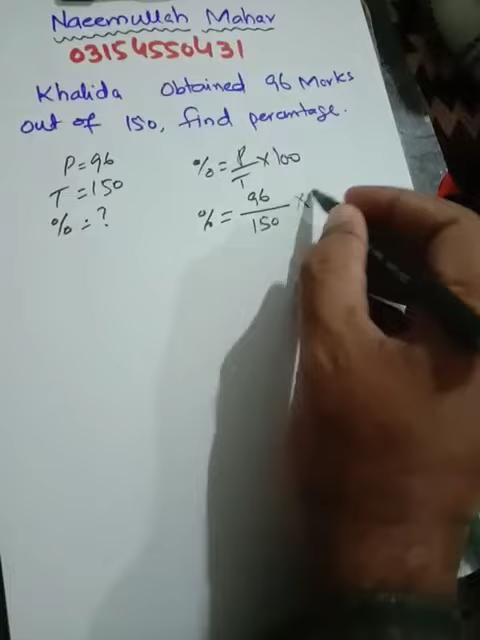 Naeemullah Mahar
03154550431
Khalida Obtained 96 Marks
out of 150, find perantage.
P=96
T=150
% = ?
% = P/T × 100
% = 96/150 ×